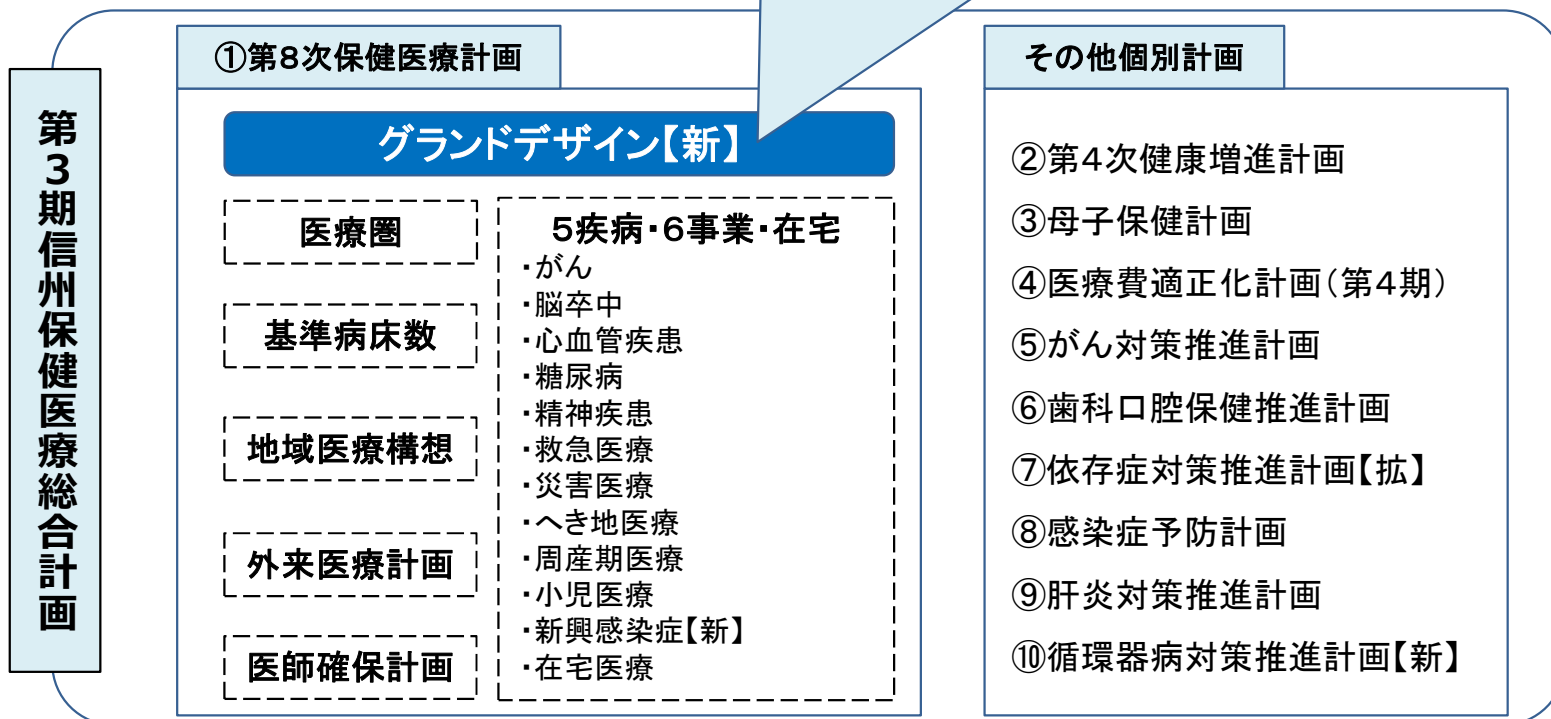 第3期信州保健医療総合計画
①第8次保健医療計画
グランドデザイン【新】
医療圏
基準病床数
地域医療構想
外来医療計画
医師確保計画
5疾病・6事業・在宅
・がん
・脳卒中
・心血管疾患
・糖尿病
・精神疾患
・救急医療
・災害医療
・へき地医療
・周産期医療
・小児医療
・新興感染症【新】
・在宅医療
その他個別計画
②第4次健康増進計画
③母子保健計画
④医療費適正化計画（第4期）
⑤がん対策推進計画
⑥歯科口腔保健推進計画
⑦依存症対策推進計画【拡】
⑧感染症予防計画
⑨肝炎対策推進計画
⑩循環器病対策推進計画【新】